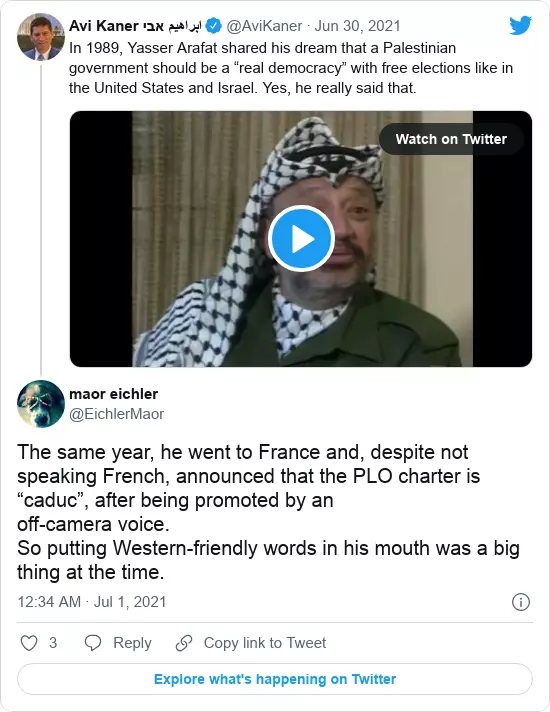 Avi Kaner ابراهيم אבי @AviKaner · Jun 30, 2021
In 1989, Yasser Arafat shared his dream that a Palestinian
government should be a “real democracy” with free elections like in
the United States and Israel. Yes, he really said that.
Watch on Twitter
maor eichler
@EichlerMaor
The same year, he went to France and, despite not
speaking French, announced that the PLO charter is
“caduc”, after being promoted by an
off-camera voice.
So putting Western-friendly words in his mouth was a big
thing at the time.
12:34 AM · Jul 1, 2021
3 Reply Copy link to Tweet
Explore what's happening on Twitter